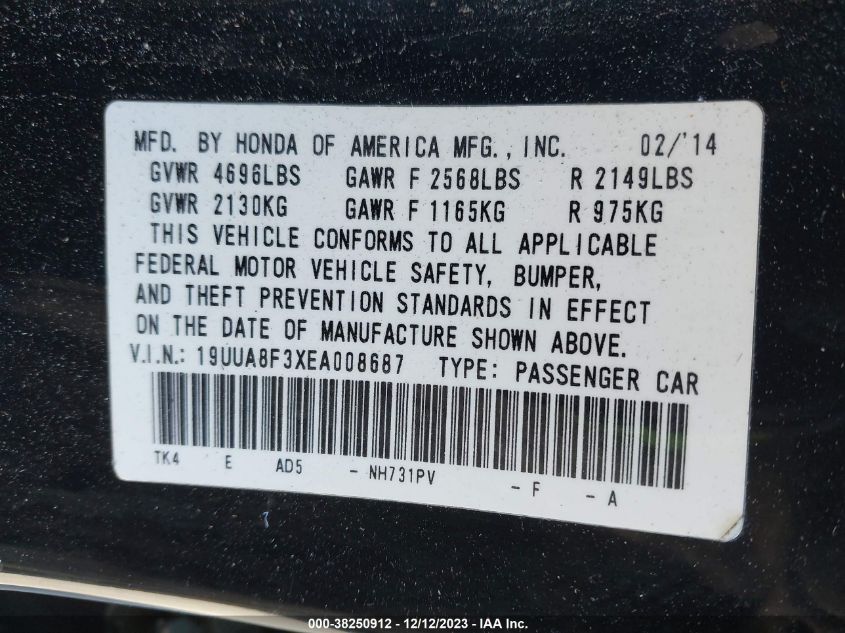 MFD. BY HONDA OF AMERICA MFG., INC. 02/'14
GVWR 4696LBS GAWR F 2568LBS R 2149LBS
GVWR 2130KG GAWR F 1165KG R 975KG
THIS VEHICLE CONFORMS TO ALL APPLICABLE
FEDERAL MOTOR VEHICLE SAFETY, BUMPER,
AND THEFT PREVENTION STANDARDS IN EFFECT
ON THE DATE OF MANUFACTURE SHOWN ABOVE.
V.I.N.: 19UUA8F3XEA008687 TYPE: PASSENGER CAR
TK4 E AD5 - NH731PV - F - A
000-38250912 - 12/12/2023 - IAA Inc.